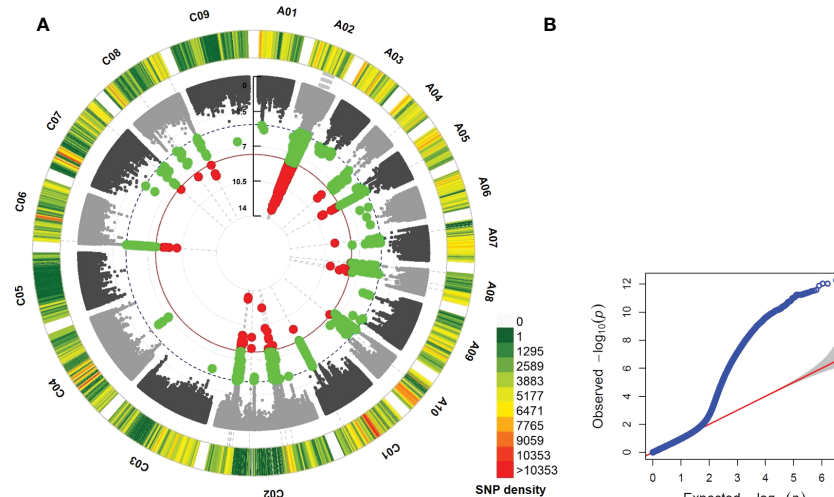 A
B
A01
A02
A03
A04
A05
A06
A07
A08
A09
A10
C01
C02
C03
C04
C05
C06
C07
C08
C09
0
3.5
7
10.5
14
0
1
1295
2589
3883
5177
6471
7765
9059
10353
>10353
SNP density
Observed −log10(p)
12
10
8
6
4
2
0
0 1 2 3 4 5 6